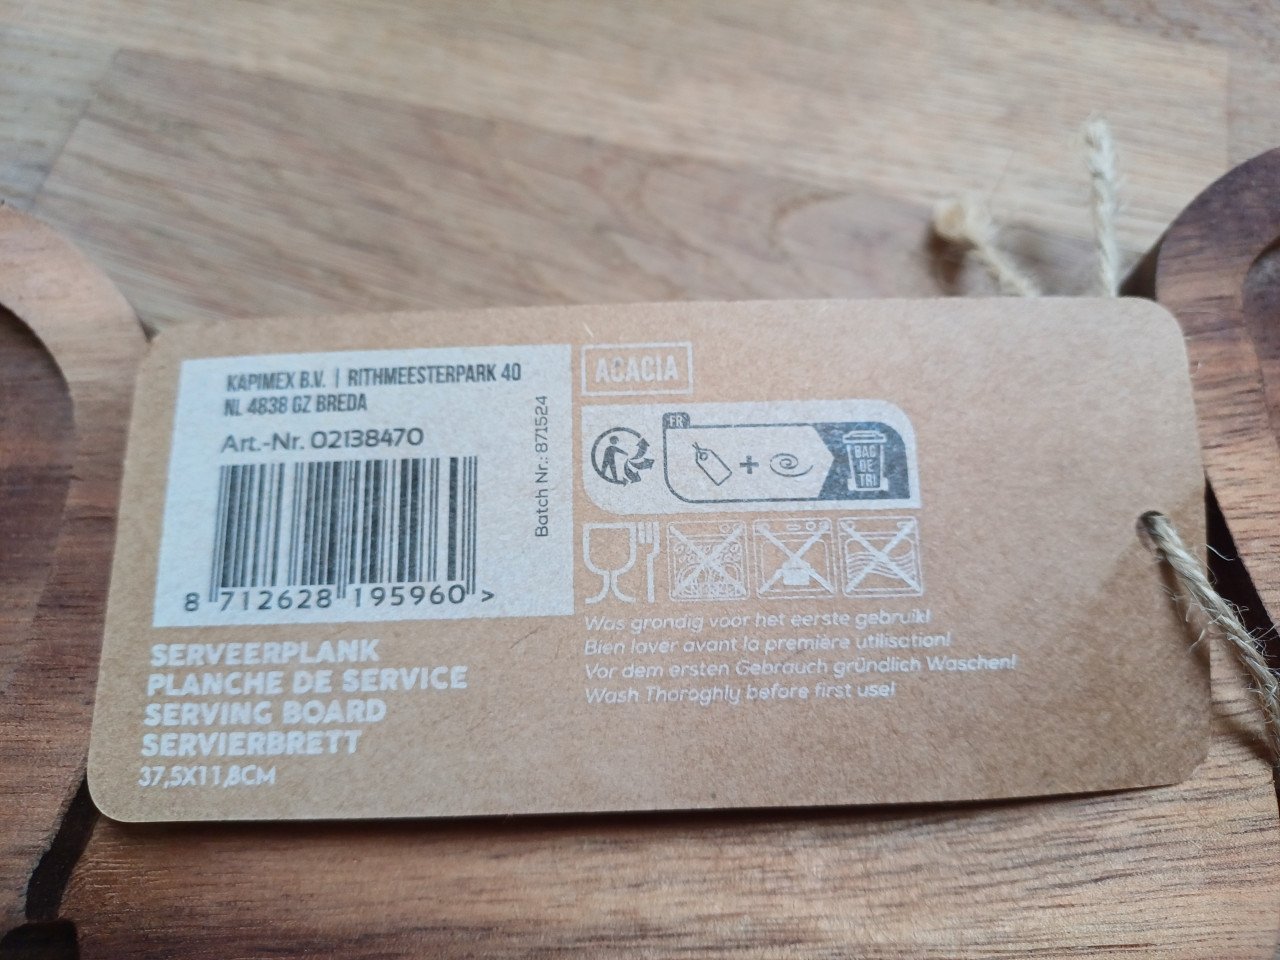 KAPIMEX B.V. | RITHMEESTERPARK 40
NL 4838 GZ BREDA
Art.-Nr. 02138470
Batch Nr.: 871524
8 712628 195960 >
SERVEERPLANK
PLANCHE DE SERVICE
SERVING BOARD
SERVIERBRETT
37,5X11,8CM
ACACIA
FR
+
BAC
DE
TRI
Was grondig voor het eerste gebruik!
Bien laver avant la première utilisation!
Vor dem ersten Gebrauch gründlich Waschen!
Wash Thoroghly before first use!